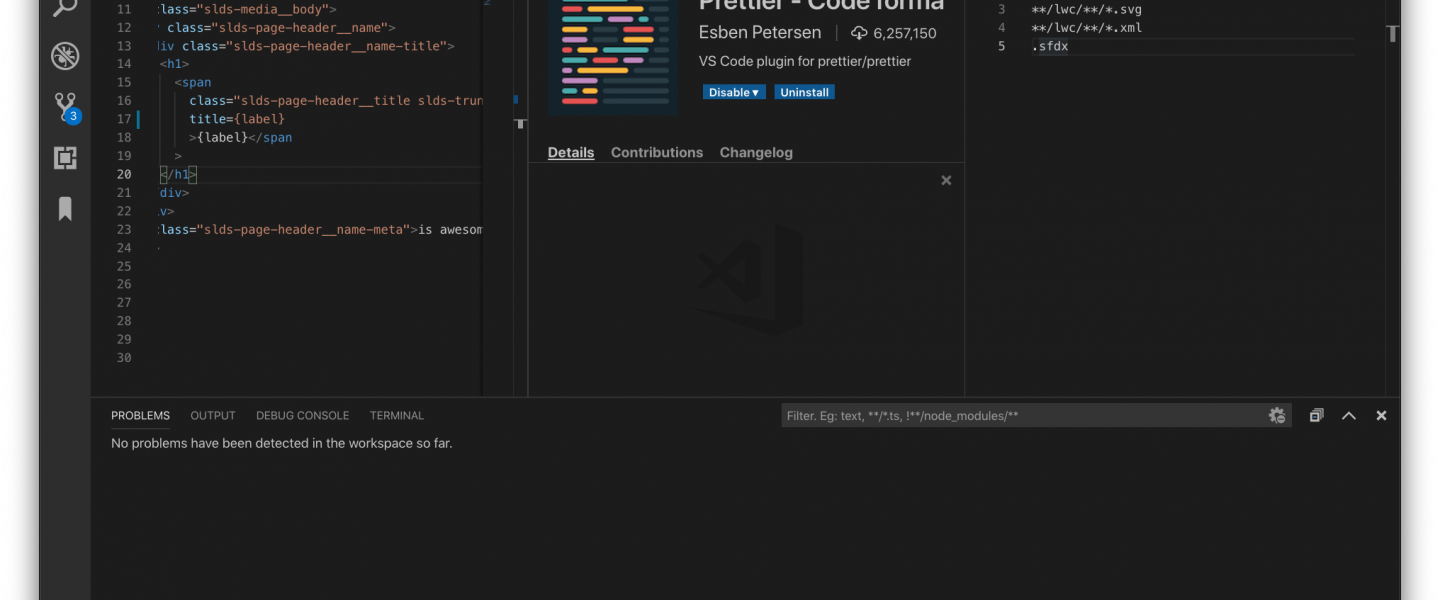 3
11 :lass="slds-media__body">
12 class="slds-page-header__name">
13 iv class="slds-page-header__name-title">
14 <h1>
15 <span
16 class="slds-page-header__title slds-trun
17 title={label}
18 >{label}</span
19 >
20 </h1>
21 div>
22 v>
23 :lass="slds-page-header__name-meta">is awesom
24
25
26
27
28
29
30
2
Prettier - Code forma
Esben Petersen | 6,257,150
VS Code plugin for prettier/prettier
Disable ▾ Uninstall
Details Contributions Changelog
3 **/lwc/**/*.svg
4 **/lwc/**/*.xml
5 .sfdx
PROBLEMS OUTPUT DEBUG CONSOLE TERMINAL Filter. Eg: text, **/*.ts, !**/node_modules/**
No problems have been detected in the workspace so far.